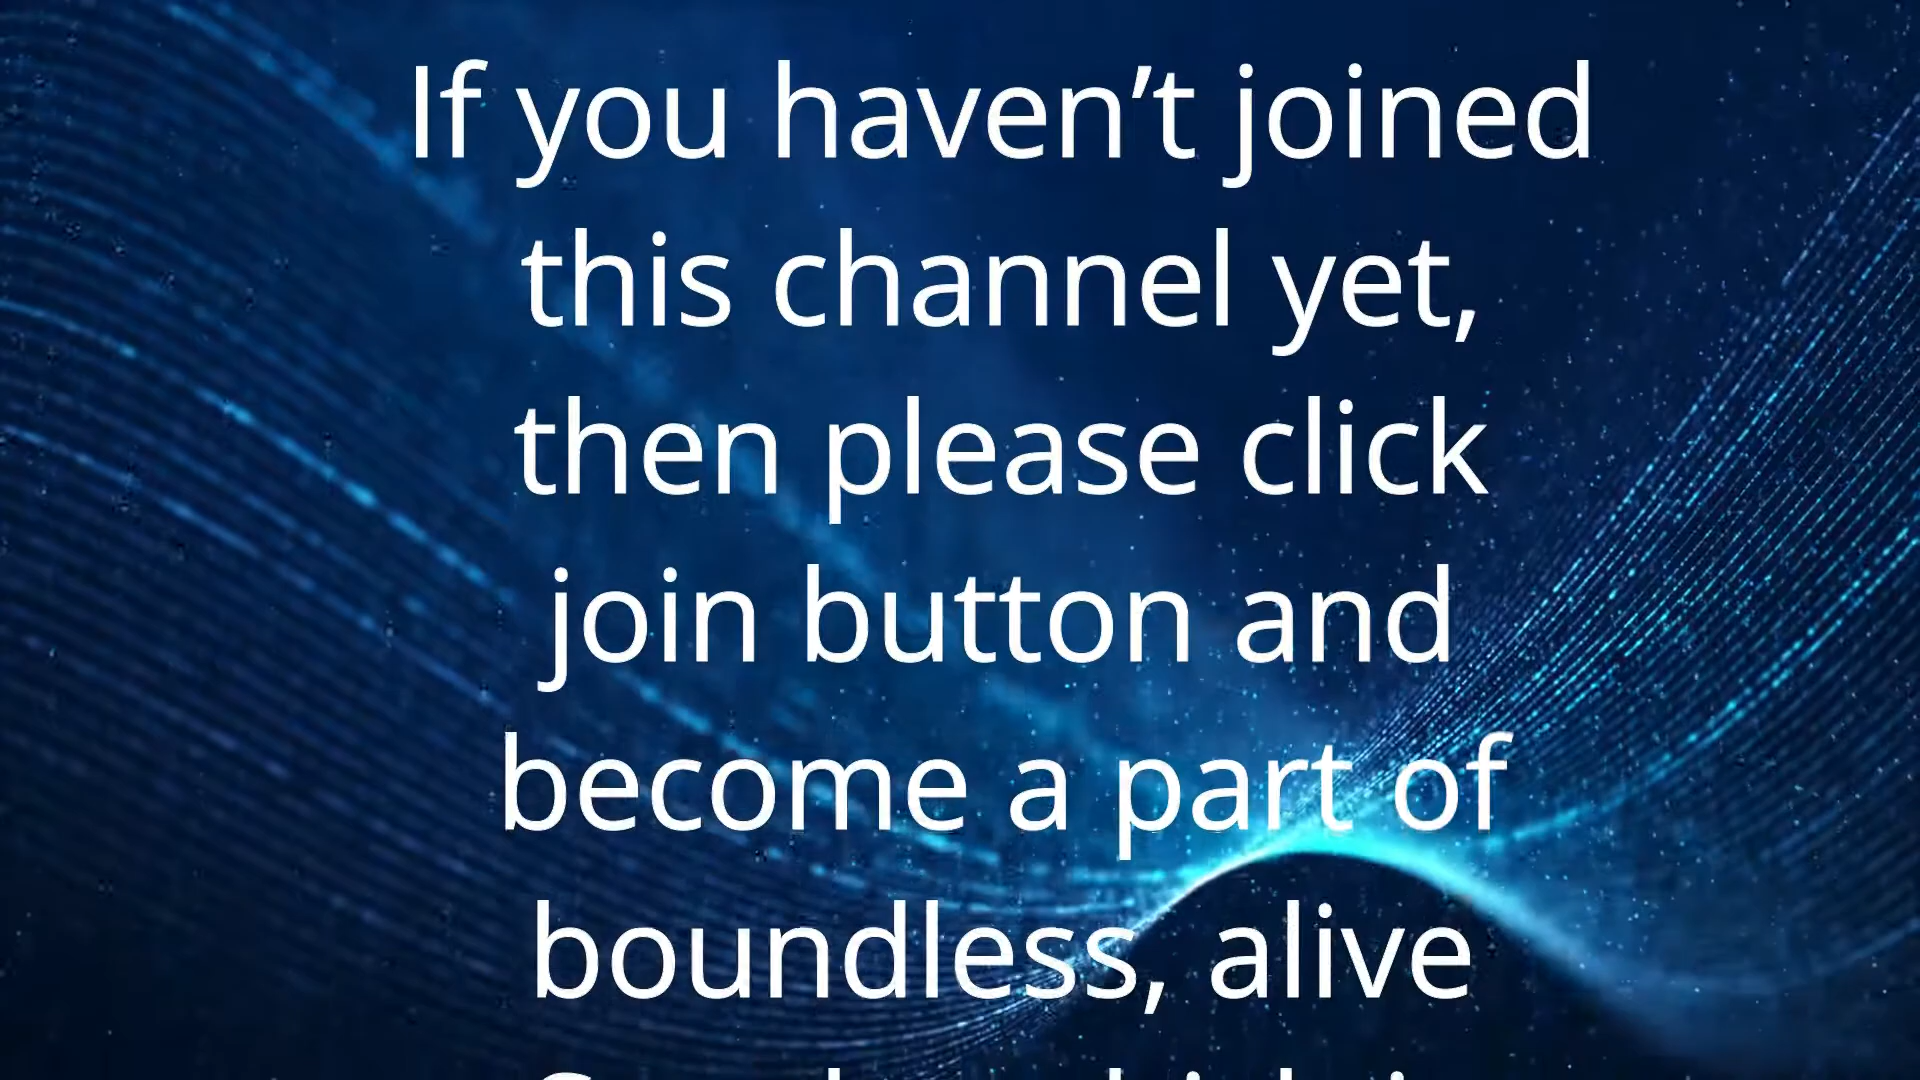 If you haven’t joined
this channel yet,
then please click
join button and
become a part of
boundless, alive